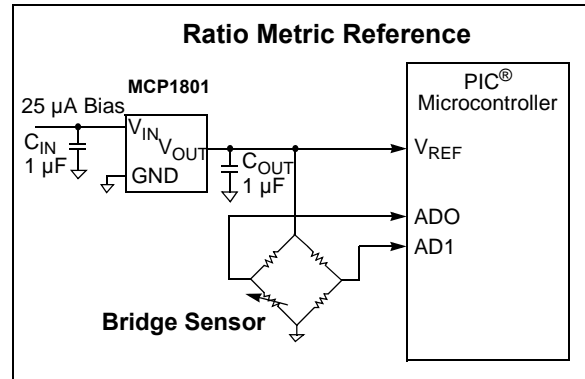 Ratio Metric Reference
MCP1801
PIC®
Microcontroller
25 µA Bias
VIN
VOUT
GND
CIN
1 µF
COUT
1 µF
VREF
ADO
AD1
Bridge Sensor